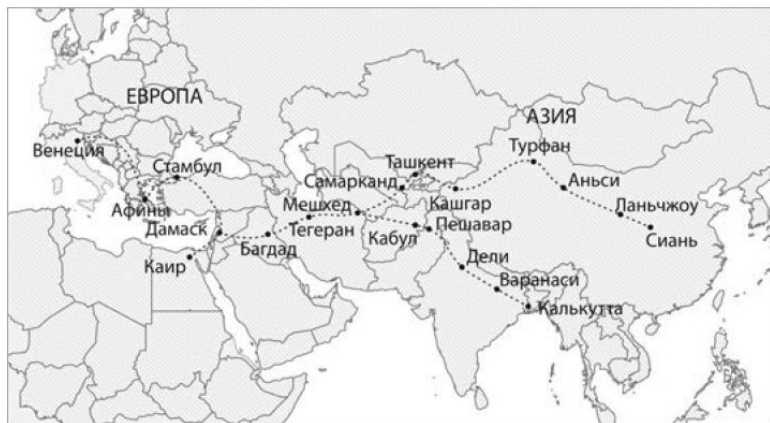 ЕВРОПА
АЗИЯ
Венеция
Стамбул
Ташкент
Турфан
Самарканд
Аньси
Афины
Мешхед
Кашгар
Ланьчжоу
Дамаск
Тегеран
Пешавар
Кабул
Сиань
Багдад
Каир
Дели
Варанаси
Калькутта